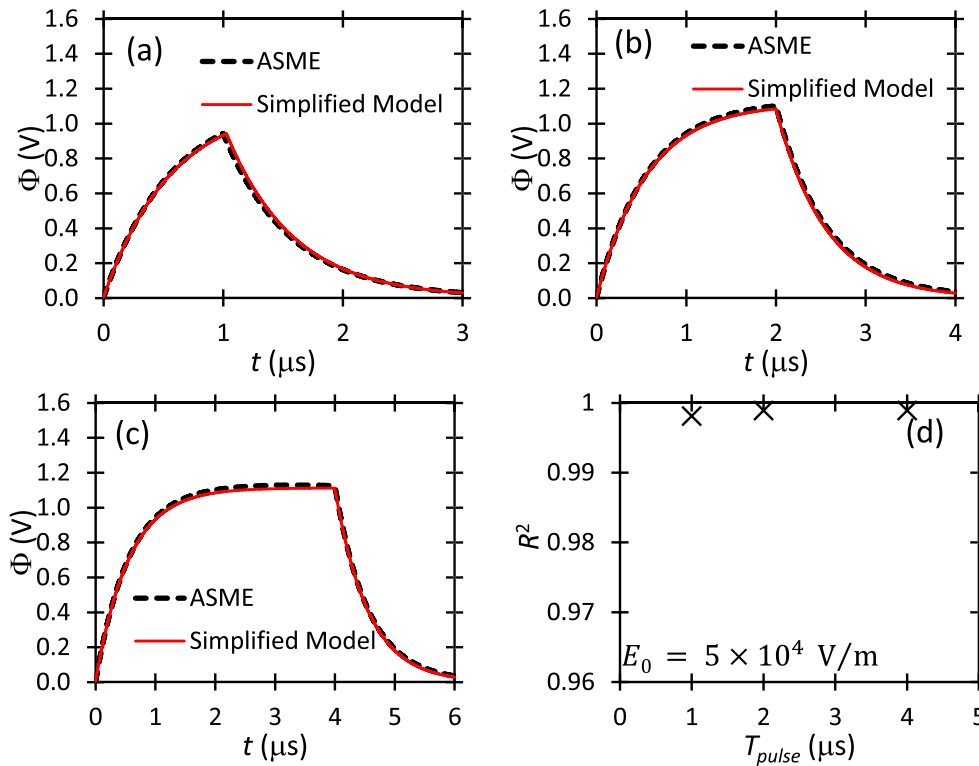 1.6
1.4
1.2
1.0
0.8
0.6
0.4
0.2
0.0
Φ (V)
(a)
ASME
Simplified Model
0 1 2 3
t (μs)
1.6
1.4
1.2
1.0
0.8
0.6
0.4
0.2
0.0
Φ (V)
(b)
ASME
Simplified Model
0 1 2 3 4
t (μs)
1.6
1.4
1.2
1.0
0.8
0.6
0.4
0.2
0.0
Φ (V)
(c)
ASME
Simplified Model
0 1 2 3 4 5 6
t (μs)
1
0.99
0.98
0.97
0.96
R²
(d)
E₀ = 5 × 10⁴ V/m
0 1 2 3 4 5
T_pulse (μs)